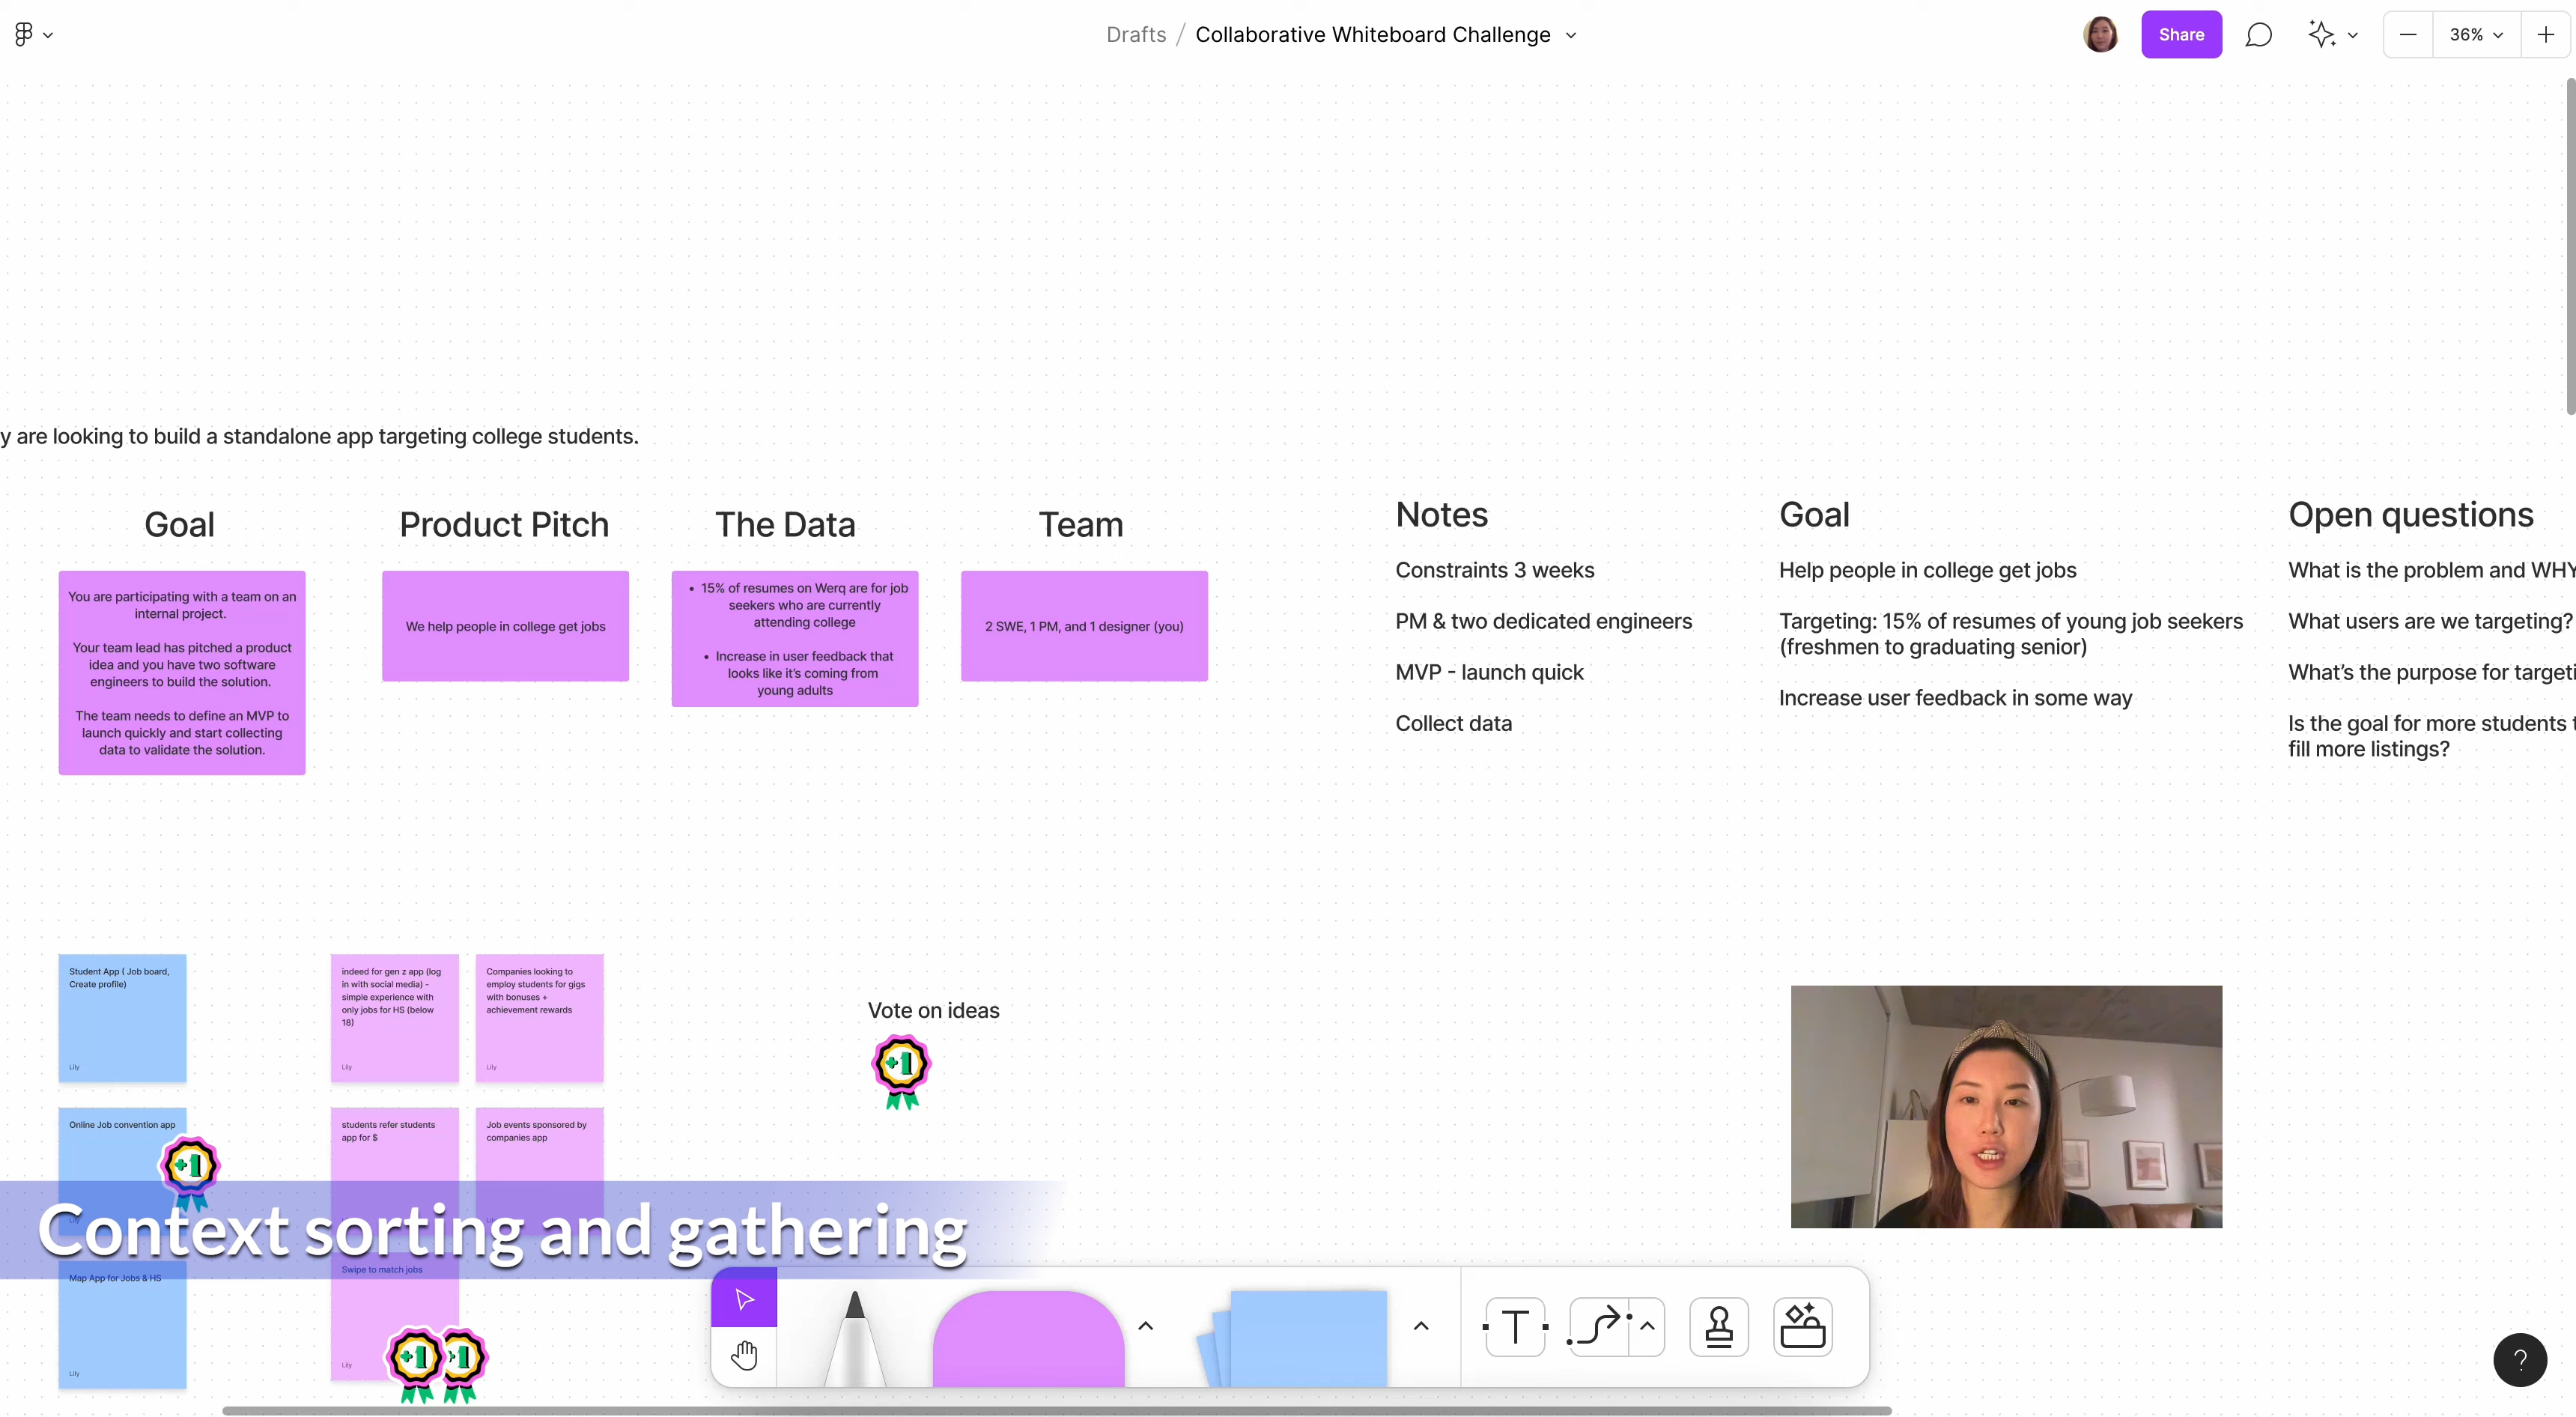 Drafts / Collaborative Whiteboard Challenge
Share
36%
y are looking to build a standalone app targeting college students.
Goal
You are participating with a team on an
internal project.
Your team lead has pitched a product
idea and you have two software
engineers to build the solution.
The team needs to define an MVP to
launch quickly and start collecting
data to validate the solution.
Product Pitch
We help people in college get jobs
The Data
• 15% of resumes on Werq are for job
seekers who are currently
attending college
• Increase in user feedback that
looks like it's coming from
young adults
Team
2 SWE, 1 PM, and 1 designer (you)
Notes
Constraints 3 weeks
PM & two dedicated engineers
MVP - launch quick
Collect data
Goal
Help people in college get jobs
Targeting: 15% of resumes of young job seekers
(freshmen to graduating senior)
Increase user feedback in some way
Open questions
What is the problem and WHY
What users are we targeting?
What's the purpose for targeti
Is the goal for more students t
fill more listings?
Student App ( Job board,
Create profile)
Lily
indeed for gen z app (log
in with social media) -
simple experience with
only jobs for HS (below
18)
Lily
Companies looking to
employ students for gigs
with bonuses +
achievement rewards
Lily
Vote on ideas
+1
Online Job convention app
+1
students refer students
app for $
Job events sponsored by
companies app
Context sorting and gathering
Map App for Jobs & HS
Lily
Swipe to match jobs
Lily
+1
+1
T
?